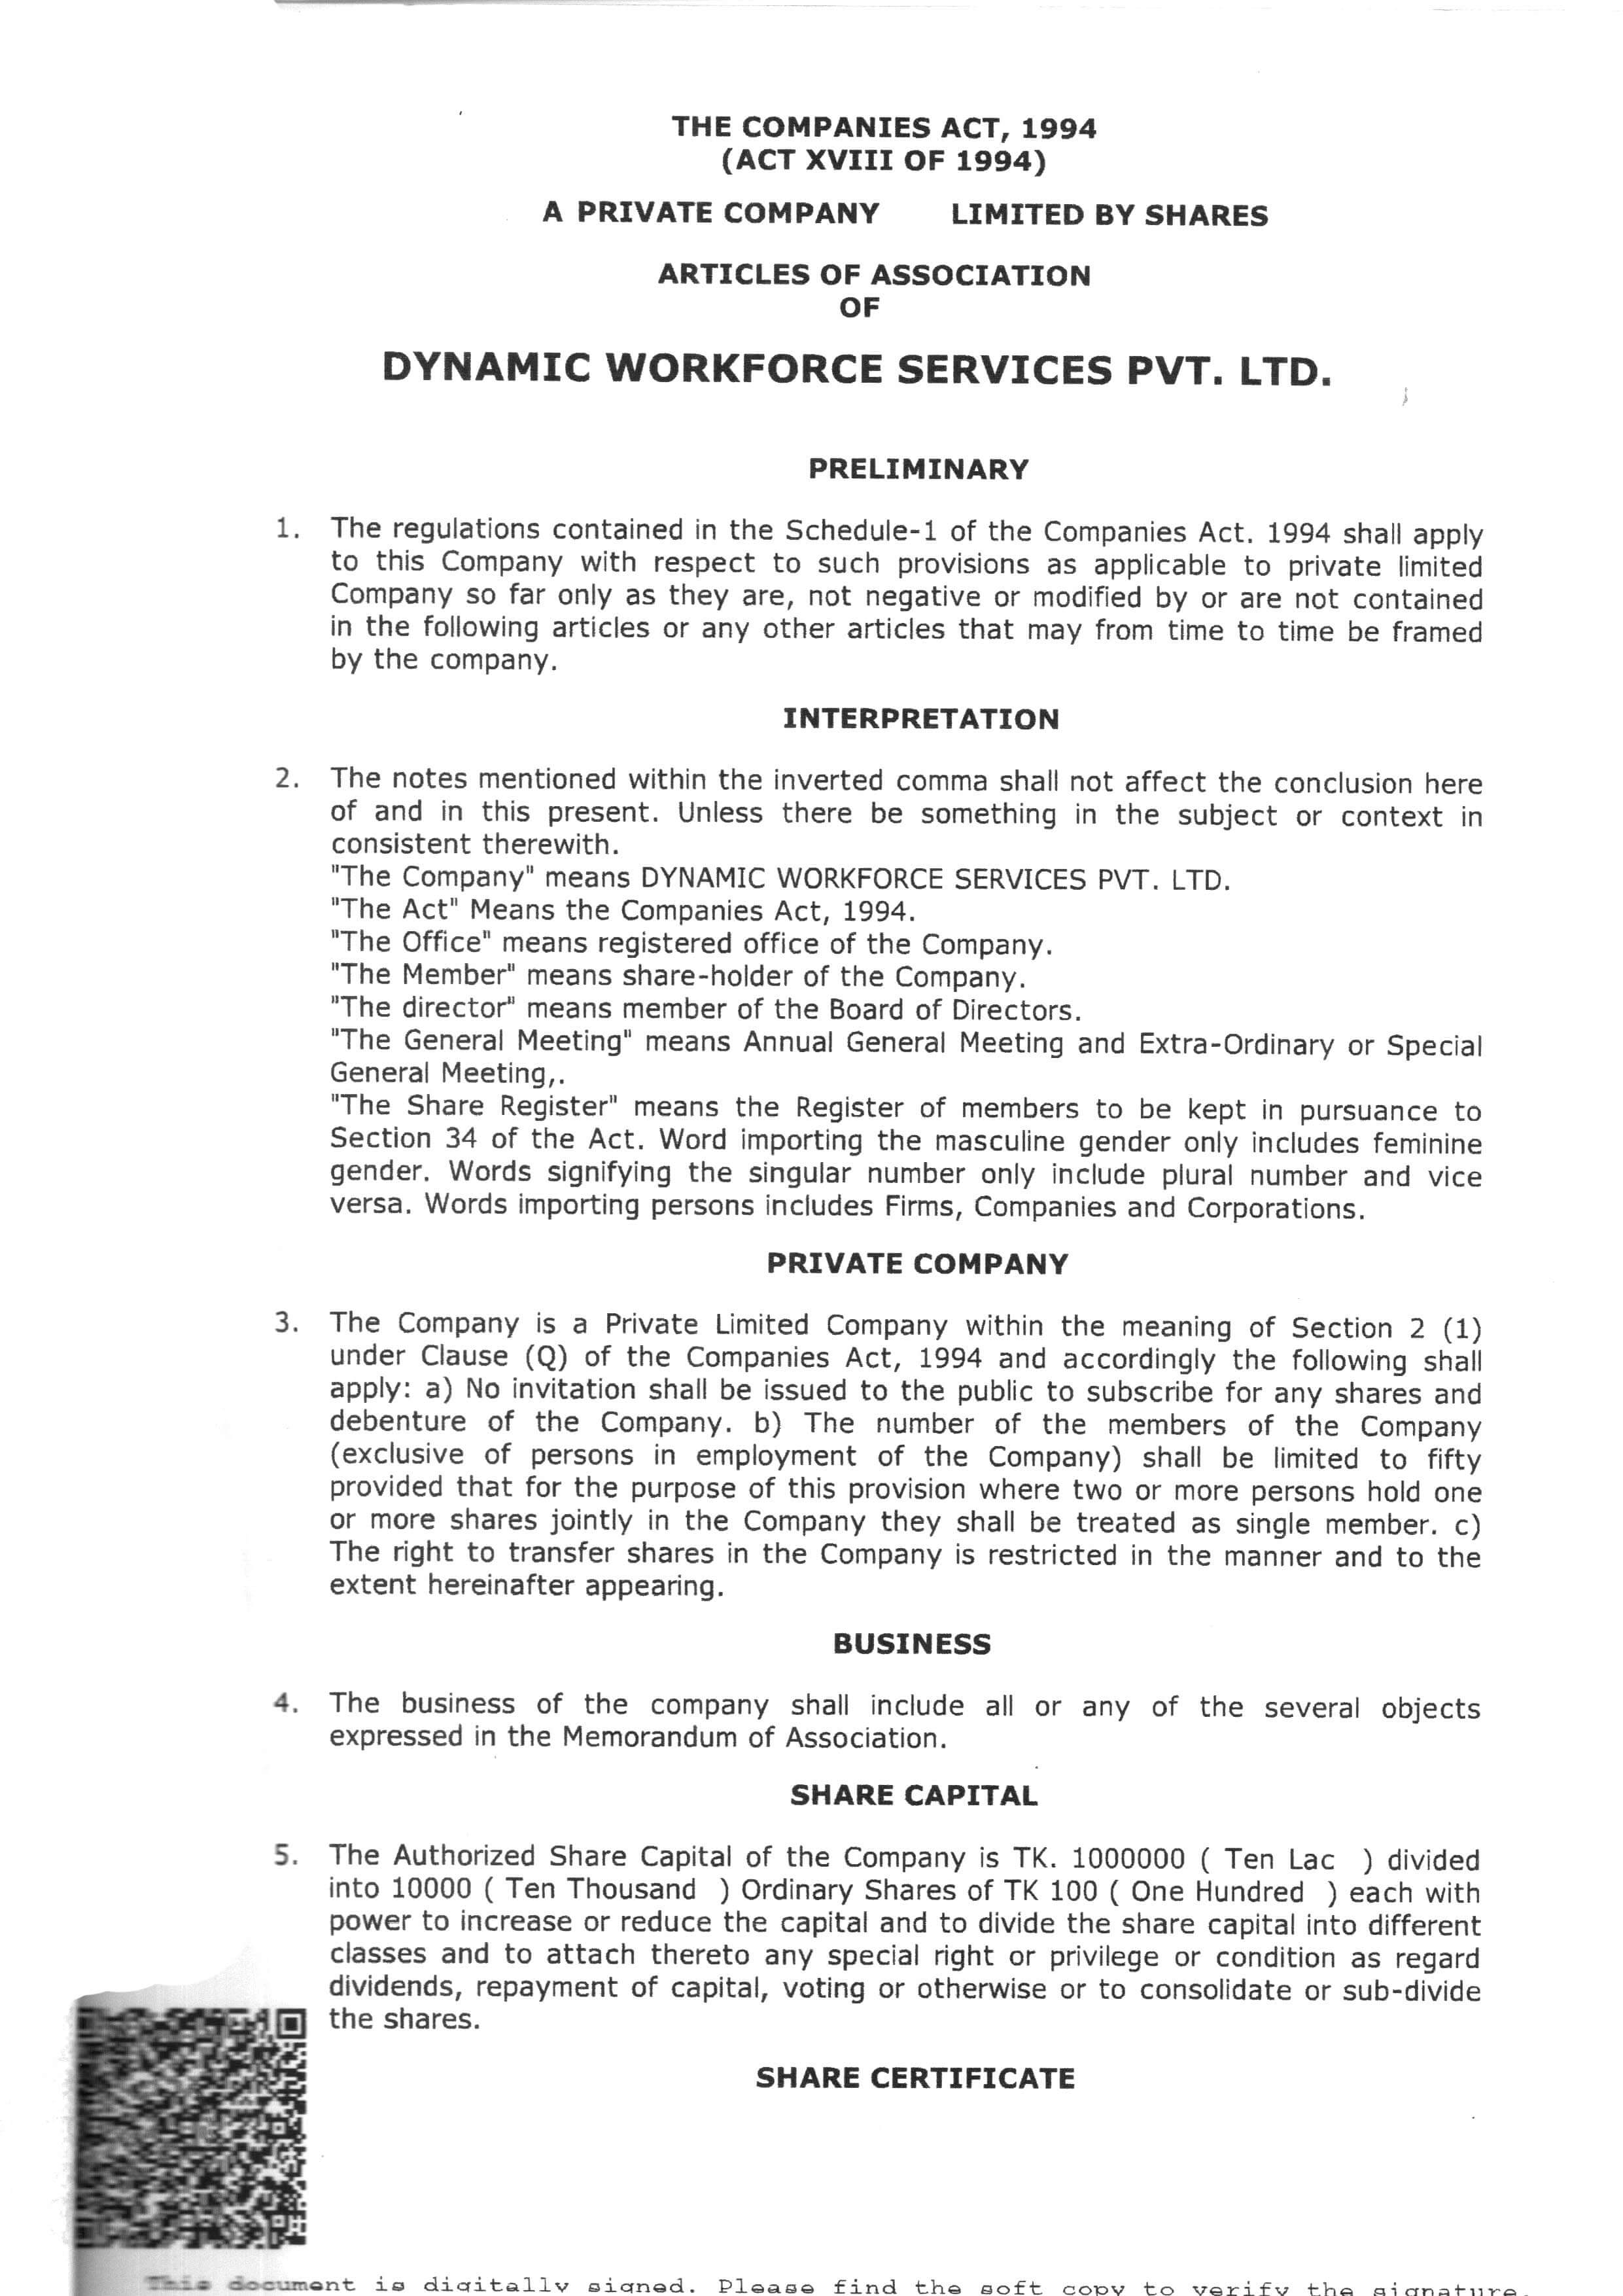 THE COMPANIES ACT, 1994
(ACT XVIII OF 1994)
A PRIVATE COMPANY LIMITED BY SHARES
ARTICLES OF ASSOCIATION
OF
DYNAMIC WORKFORCE SERVICES PVT. LTD.
PRELIMINARY
1. The regulations contained in the Schedule-1 of the Companies Act. 1994 shall apply
to this Company with respect to such provisions as applicable to private limited
Company so far only as they are, not negative or modified by or are not contained
in the following articles or any other articles that may from time to time be framed
by the company.
INTERPRETATION
2. The notes mentioned within the inverted comma shall not affect the conclusion here
of and in this present. Unless there be something in the subject or context in
consistent therewith.
"The Company" means DYNAMIC WORKFORCE SERVICES PVT. LTD.
"The Act" Means the Companies Act, 1994.
"The Office" means registered office of the Company.
"The Member" means share-holder of the Company.
"The director" means member of the Board of Directors.
"The General Meeting" means Annual General Meeting and Extra-Ordinary or Special
General Meeting,.
"The Share Register" means the Register of members to be kept in pursuance to
Section 34 of the Act. Word importing the masculine gender only includes feminine
gender. Words signifying the singular number only include plural number and vice
versa. Words importing persons includes Firms, Companies and Corporations.
PRIVATE COMPANY
3. The Company is a Private Limited Company within the meaning of Section 2 (1)
under Clause (Q) of the Companies Act, 1994 and accordingly the following shall
apply: a) No invitation shall be issued to the public to subscribe for any shares and
debenture of the Company. b) The number of the members of the Company
(exclusive of persons in employment of the Company) shall be limited to fifty
provided that for the purpose of this provision where two or more persons hold one
or more shares jointly in the Company they shall be treated as single member. c)
The right to transfer shares in the Company is restricted in the manner and to the
extent hereinafter appearing.
BUSINESS
4. The business of the company shall include all or any of the several objects
expressed in the Memorandum of Association.
SHARE CAPITAL
5. The Authorized Share Capital of the Company is TK. 1000000 ( Ten Lac ) divided
into 10000 ( Ten Thousand ) Ordinary Shares of TK 100 ( One Hundred ) each with
power to increase or reduce the capital and to divide the share capital into different
classes and to attach thereto any special right or privilege or condition as regard
dividends, repayment of capital, voting or otherwise or to consolidate or sub-divide
the shares.
SHARE CERTIFICATE
This document is digitally signed. Please find the soft copy to verify the signature.